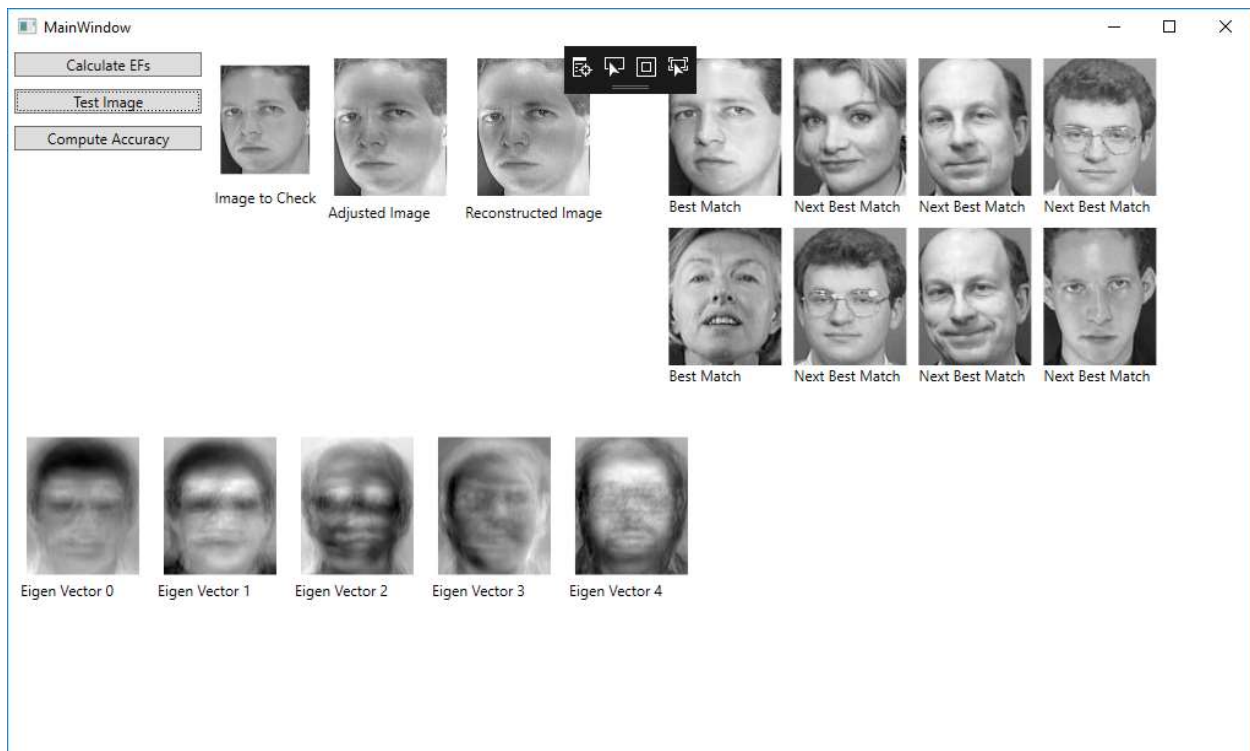 MainWindow
Calculate EFs
Test Image
Compute Accuracy
Image to Check
Adjusted Image
Reconstructed Image
Best Match
Next Best Match
Next Best Match
Next Best Match
Best Match
Next Best Match
Next Best Match
Next Best Match
Eigen Vector 0
Eigen Vector 1
Eigen Vector 2
Eigen Vector 3
Eigen Vector 4